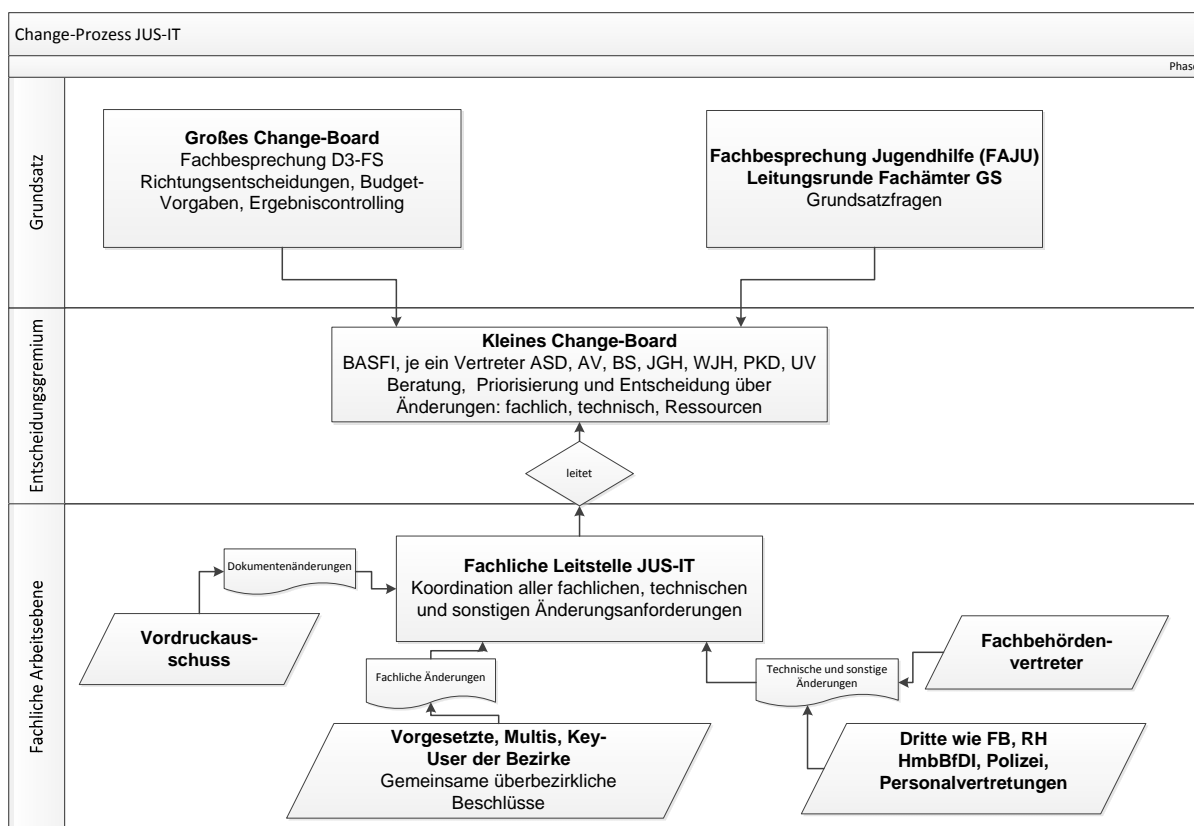 Change-Prozess JUS-IT
Phase
Grundsatz
Großes Change-Board
Fachbesprechung D3-FS
Richtungsentscheidungen, Budget-
Vorgaben, Ergebniscontrolling
Fachbesprechung Jugendhilfe (FAJU)
Leitungsrunde Fachämter GS
Grundsatzfragen
Entscheidungsgremium
Kleines Change-Board
BASFI, je ein Vertreter ASD, AV, BS, JGH, WJH, PKD, UV
Beratung, Priorisierung und Entscheidung über
Änderungen: fachlich, technisch, Ressourcen
leitet
Fachliche Arbeitsebene
Fachliche Leitstelle JUS-IT
Koordination aller fachlichen, technischen
und sonstigen Änderungsanforderungen
Dokumentenänderungen
Vordruckaus-
schuss
Fachliche Änderungen
Vorgesetzte, Multis, Key-
User der Bezirke
Gemeinsame überbezirkliche
Beschlüsse
Technische und sonstige
Änderungen
Fachbehörden-
vertreter
Dritte wie FB, RH
HmbBfDI, Polizei,
Personalvertretungen